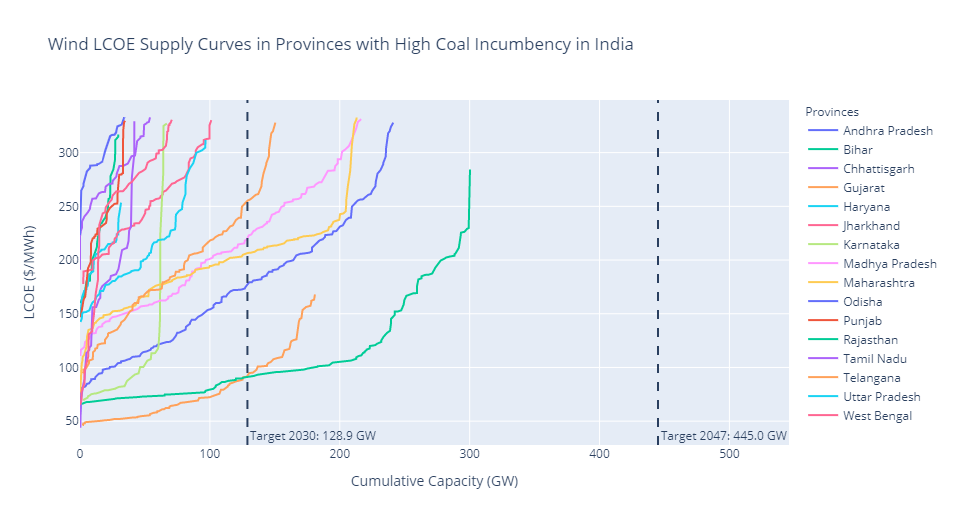 Wind LCOE Supply Curves in Provinces with High Coal Incumbency in India
Provinces
Andhra Pradesh
Bihar
Chhattisgarh
Gujarat
Haryana
Jharkhand
Karnataka
Madhya Pradesh
Maharashtra
Odisha
Punjab
Rajasthan
Tamil Nadu
Telangana
Uttar Pradesh
West Bengal
LCOE ($/MWh)
300
250
200
150
100
50
Target 2030: 128.9 GW
Target 2047: 445.0 GW
0
100
200
300
400
500
Cumulative Capacity (GW)